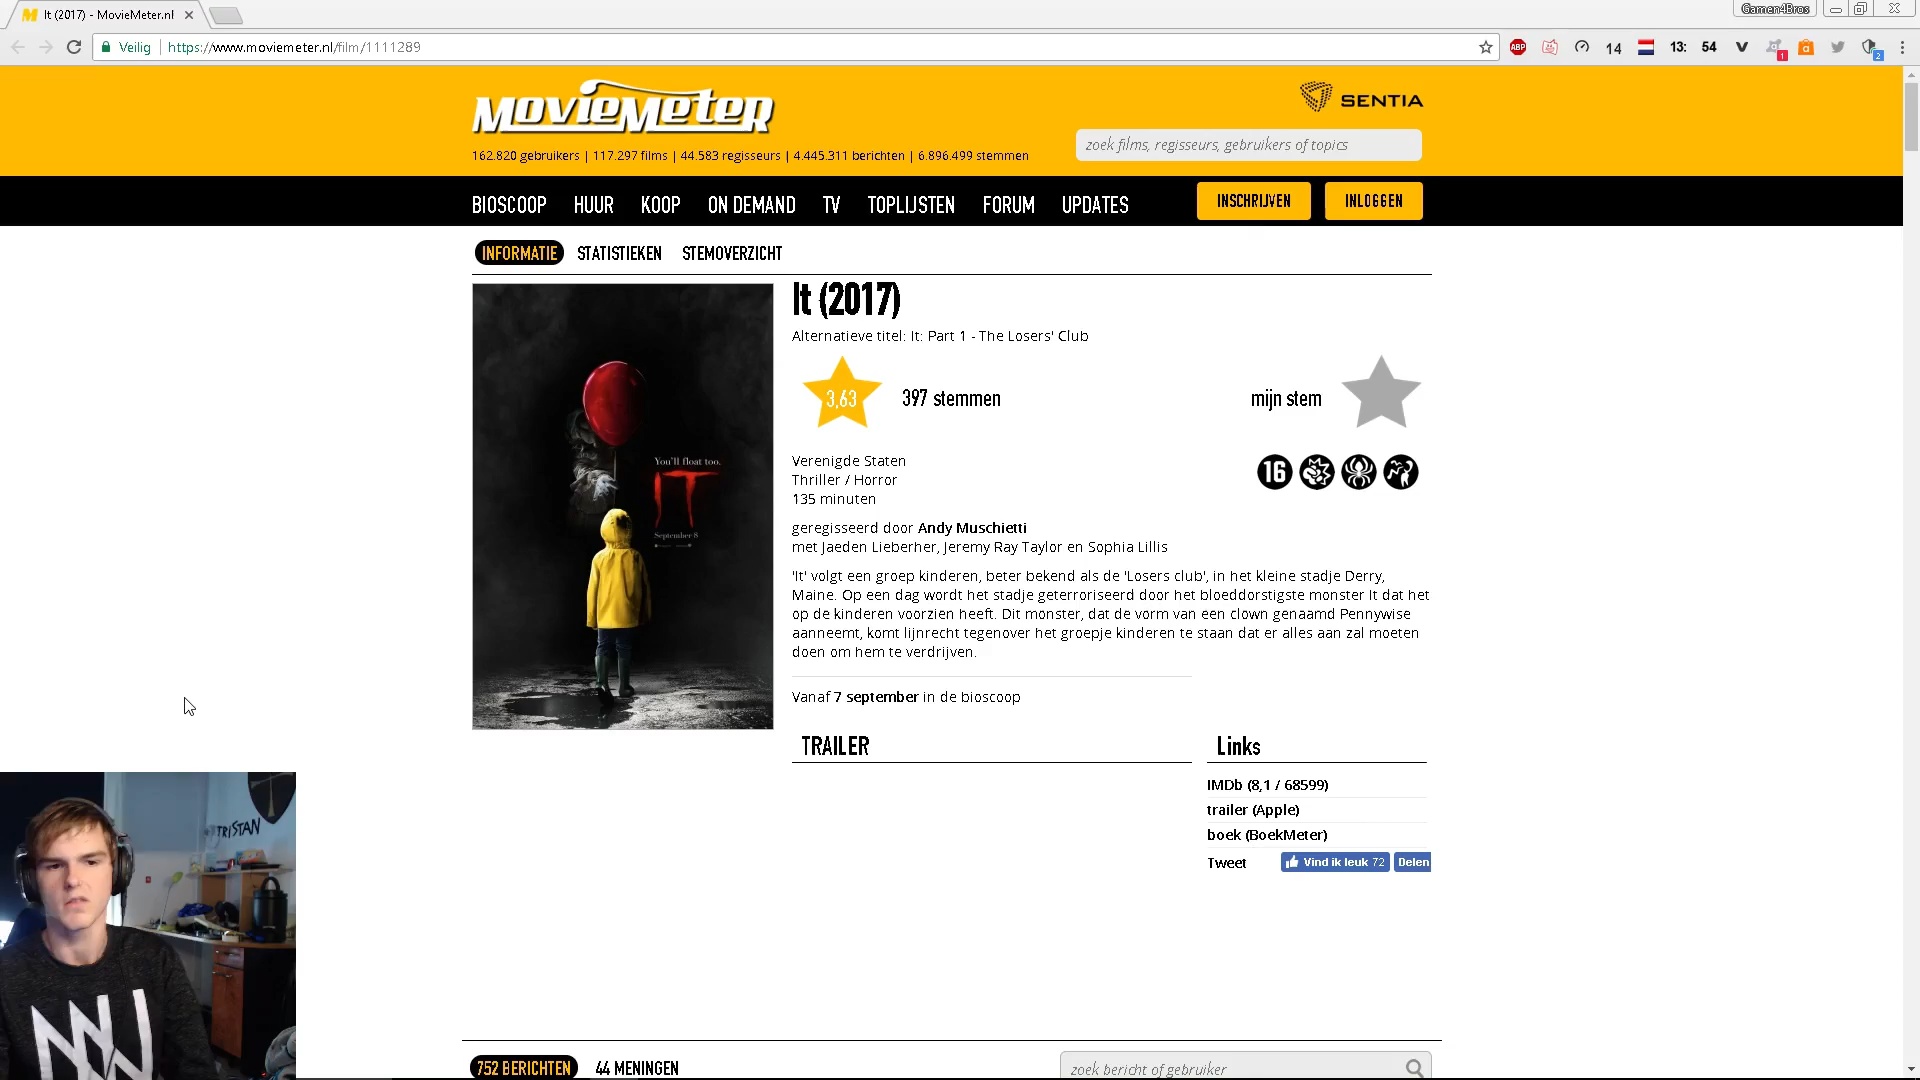 It (2017) - MovieMeter.nl
Gamen4Bros
Veilig
https://www.moviemeter.nl/film/1111289
ABP
14
13:
54
V
1
a
2
MovieMeter
SENTIA
zoek films, regisseurs, gebruikers of topics
162.820 gebruikers | 117.297 films | 44.583 regisseurs | 4.445.311 berichten | 6.896.499 stemmen
BIOSCOOP HUUR KOOP ON DEMAND TV TOPLIJSTEN FORUM UPDATES
INSCHRIJVEN
INLOGGEN
INFORMATIE STATISTIEKEN STEMOVERZICHT
It (2017)
Alternatieve titel: It: Part 1 - The Losers' Club
3,63
397 stemmen
mijn stem
You'll float too.
IT
September 8
Verenigde Staten
Thriller / Horror
135 minuten
16
geregisseerd door Andy Muschietti
met Jaeden Lieberher, Jeremy Ray Taylor en Sophia Lillis
'It' volgt een groep kinderen, beter bekend als de 'Losers club', in het kleine stadje Derry,
Maine. Op een dag wordt het stadje geterroriseerd door het bloeddorstigste monster It dat het
op de kinderen voorzien heeft. Dit monster, dat de vorm van een clown genaamd Pennywise
aanneemt, komt lijnrecht tegenover het groepje kinderen te staan dat er alles aan zal moeten
doen om hem te verdrijven.
Vanaf 7 september in de bioscoop
TRAILER
Links
IMDb (8,1 / 68599)
trailer (Apple)
boek (BoekMeter)
Tweet
Vind ik leuk 72
Delen
TRISTAN
752 BERICHTEN
44 MENINGEN
zoek bericht of gebruiker